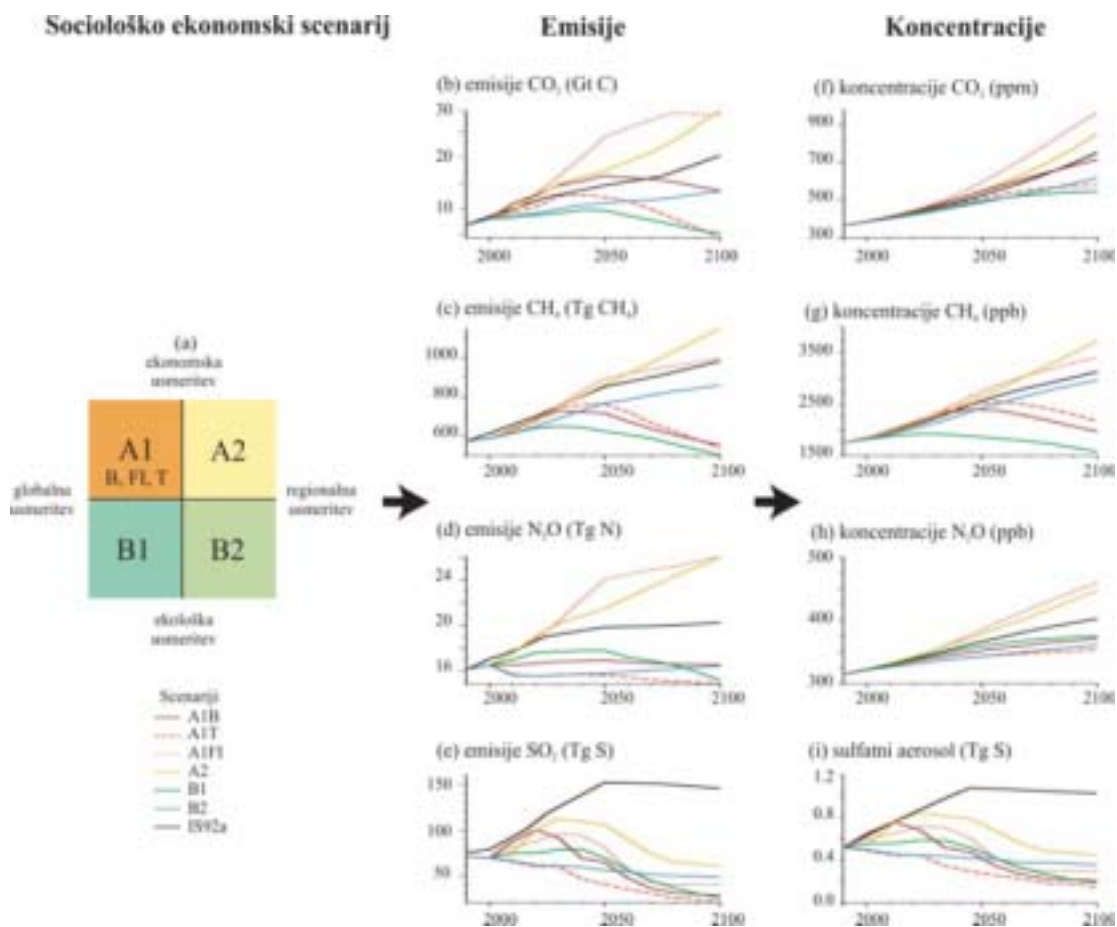 Sociološko ekonomski scenarij
Emisije
Koncentracije
(a)
ekonomska
usmeritev
A1
B, FI, T
A2
globalna
usmeritev
regionalna
usmeritev
B1
B2
ekološka
usmeritev
Scenariji
A1B
A1T
A1FI
A2
B1
B2
IS92a
(b) emisije CO₂ (Gt C)
30
20
10
2000
2050
2100
(c) emisije CH₄ (Tg CH₄)
1000
800
600
2000
2050
2100
(d) emisije N₂O (Tg N)
24
20
16
2000
2050
2100
(e) emisije SO₂ (Tg S)
150
100
50
2000
2050
2100
(f) koncentracije CO₂ (ppm)
900
700
500
300
2000
2050
2100
(g) koncentracije CH₄ (ppb)
3500
2500
1500
2000
2050
2100
(h) koncentracije N₂O (ppb)
500
400
300
2000
2050
2100
(i) sulfatni aerosol (Tg S)
1.2
0.8
0.4
0.0
2000
2050
2100